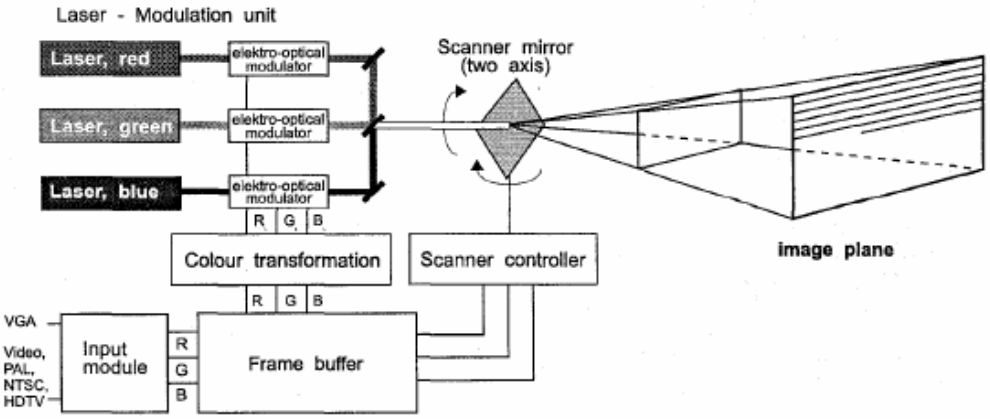 Laser - Modulation unit
Laser, red
elektro-optical
modulator
Scanner mirror
(two axis)
Laser, green
elektro-optical
modulator
Laser, blue
elektro-optical
modulator
R G B
Colour transformation
Scanner controller
image plane
R G B
VGA
Video,
PAL,
NTSC,
HDTV
Input
module
R
G
B
Frame buffer